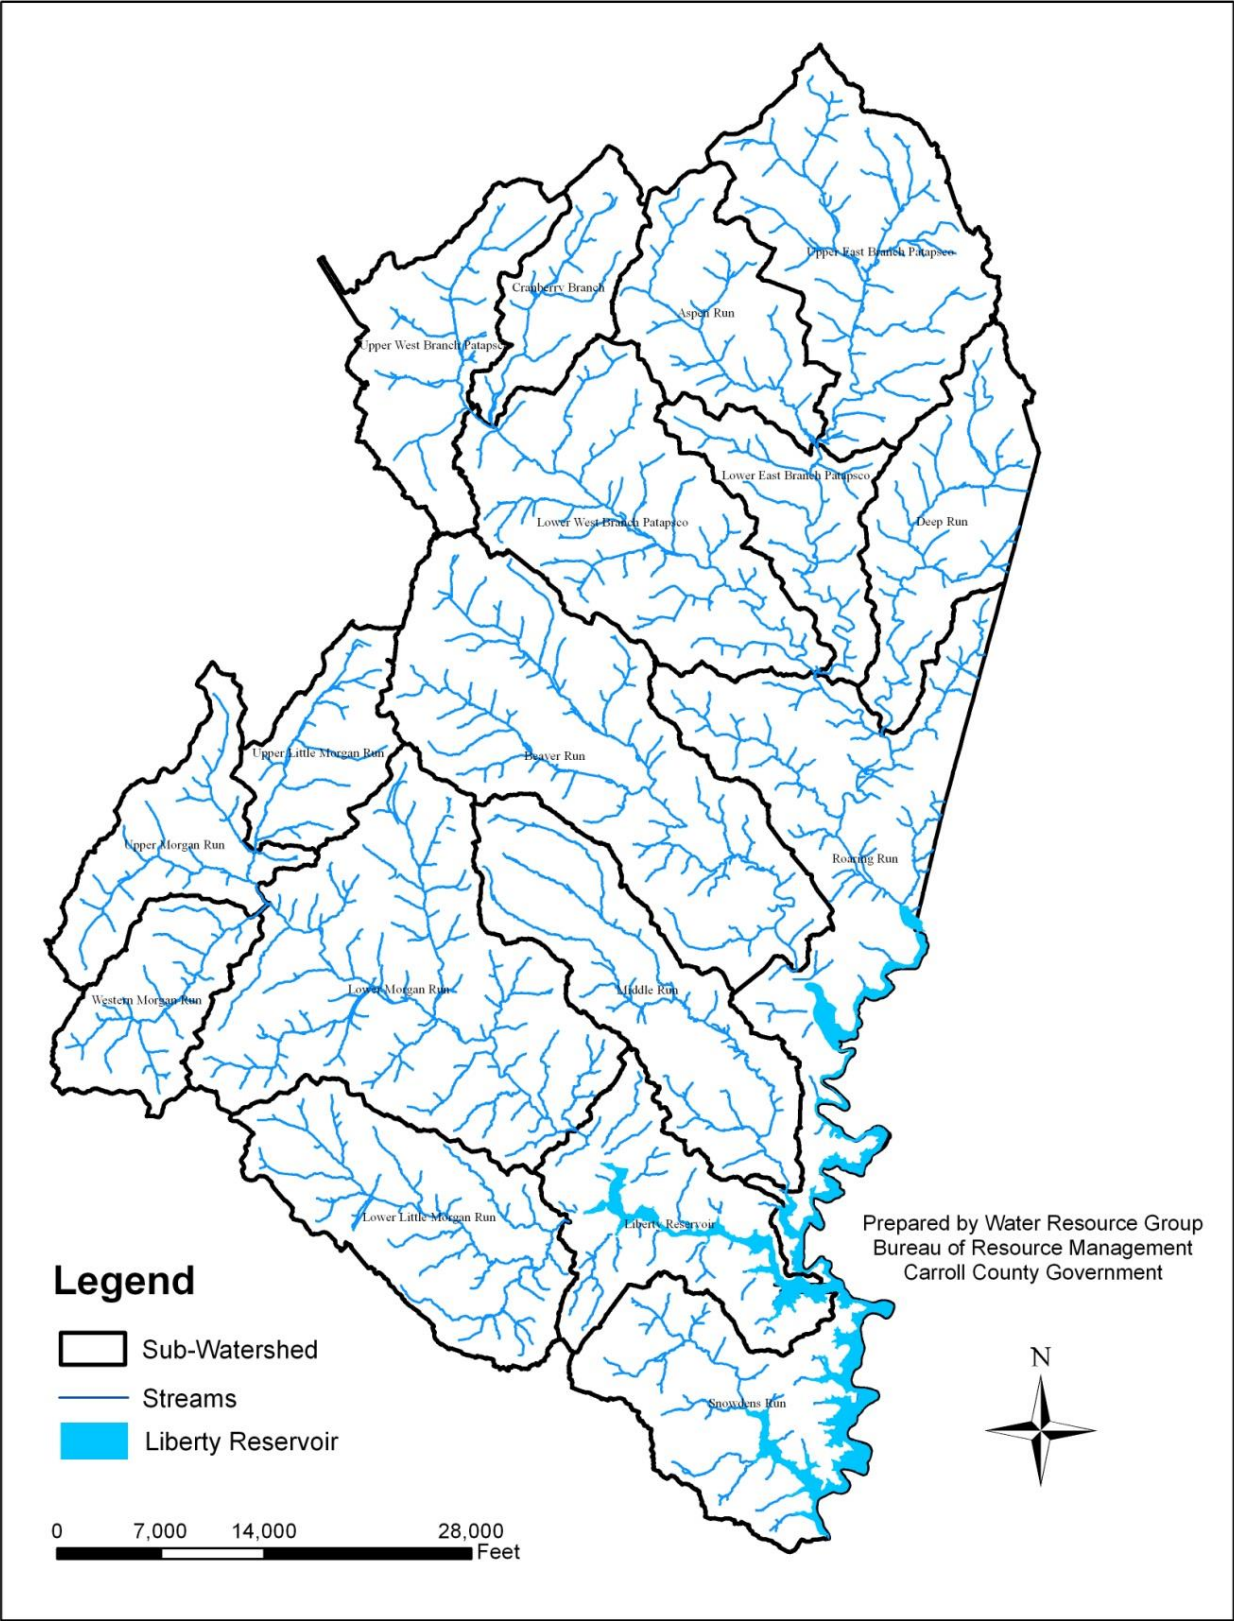 Upper East Branch Patapsco
Cranberry Branch
Aspen Run
Upper West Branch Patapsco
Lower East Branch Patapsco
Lower West Branch Patapsco
Deep Run
Upper Little Morgan Run
Beaver Run
Upper Morgan Run
Roaring Run
Lower Morgan Run
Middle Run
Western Morgan Run
Lower Little Morgan Run
Liberty Reservoir
Prepared by Water Resource Group
Bureau of Resource Management
Carroll County Government
Legend
Sub-Watershed
Streams
Liberty Reservoir
N
Snowdens Run
0 7,000 14,000 28,000
Feet